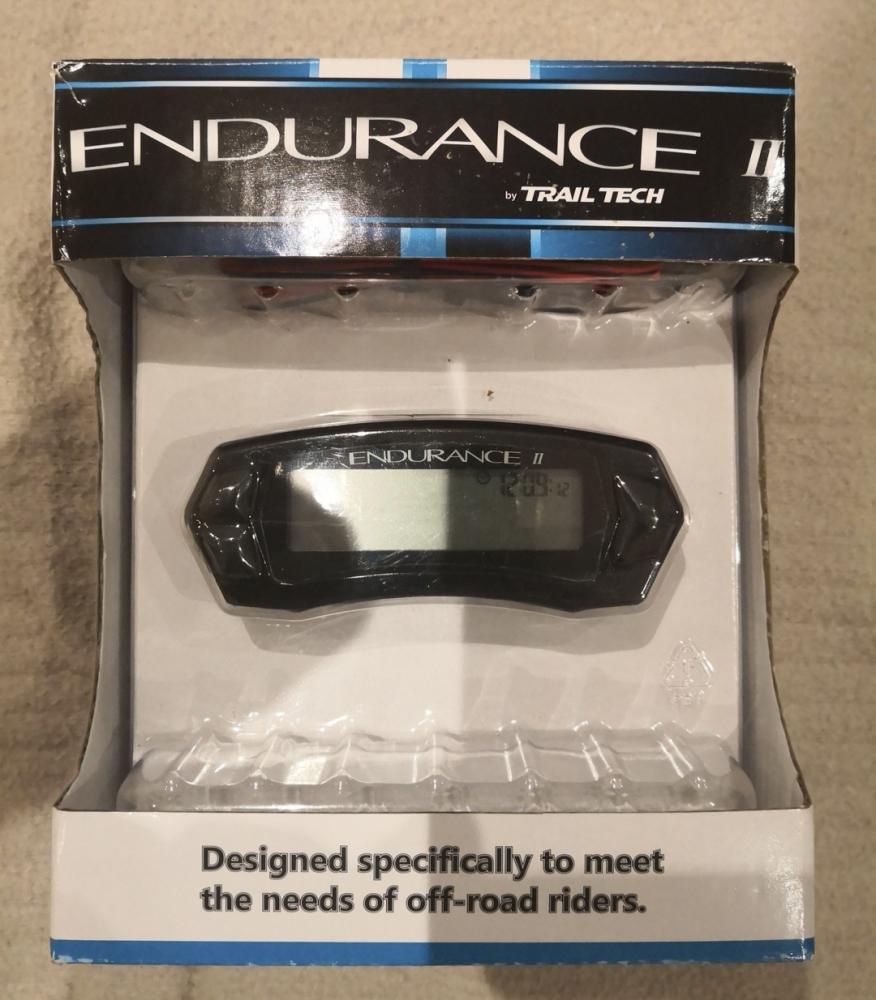 ENDURANCE II
by TRAIL TECH
ENDURANCE II
Designed specifically to meet
the needs of off-road riders.